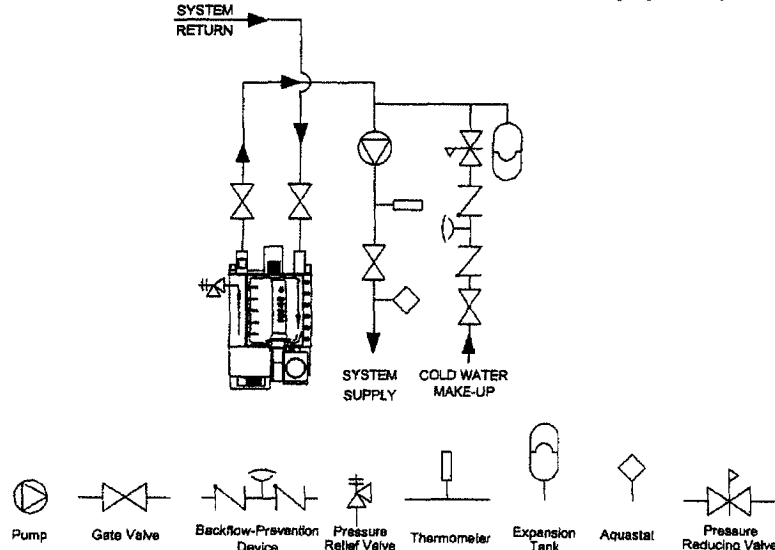 SYSTEM
RETURN
SYSTEM
SUPPLY
COLD WATER
MAKE-UP
Pump
Gate Valve
Backflow-Prevention
Device
Pressure
Relief Valve
Thermometer
Expansion
Tank
Aquastat
Pressure
Reducing Valve